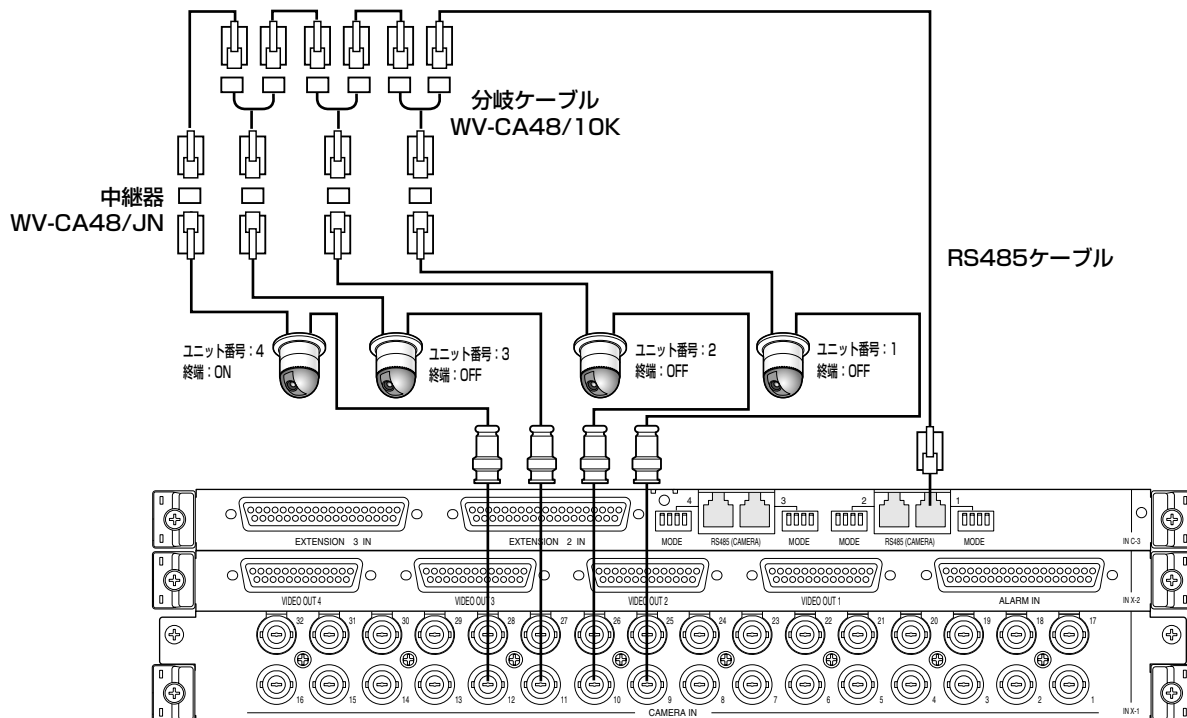 分岐ケーブル
WV-CA48/10K
中継器
WV-CA48/JN
RS485ケーブル
ユニット番号：4
終端：ON
ユニット番号：3
終端：OFF
ユニット番号：2
終端：OFF
ユニット番号：1
終端：OFF
4 3 2 1
EXTENSION 3 IN
EXTENSION 2 IN
MODE RS485 (CAMERA) MODE MODE RS485 (CAMERA) MODE
IN C-3
VIDEO OUT 4 VIDEO OUT 3 VIDEO OUT 2 VIDEO OUT 1 ALARM IN
IN X-2
32 31 30 29 28 27 26 25 24 23 22 21 20 19 18 17
16 15 14 13 12 11 10 9 8 7 6 5 4 3 2 1
CAMERA IN
IN X-1